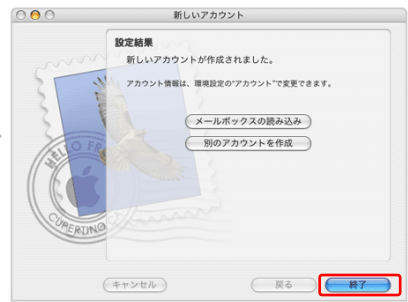 新しいアカウント
設定結果
新しいアカウントが作成されました。
アカウント情報は、環境設定の“アカウント”で変更できます。
メールボックスの読み込み
別のアカウントを作成
HELLO FR
CUPERTINO
キャンセル
戻る
終了